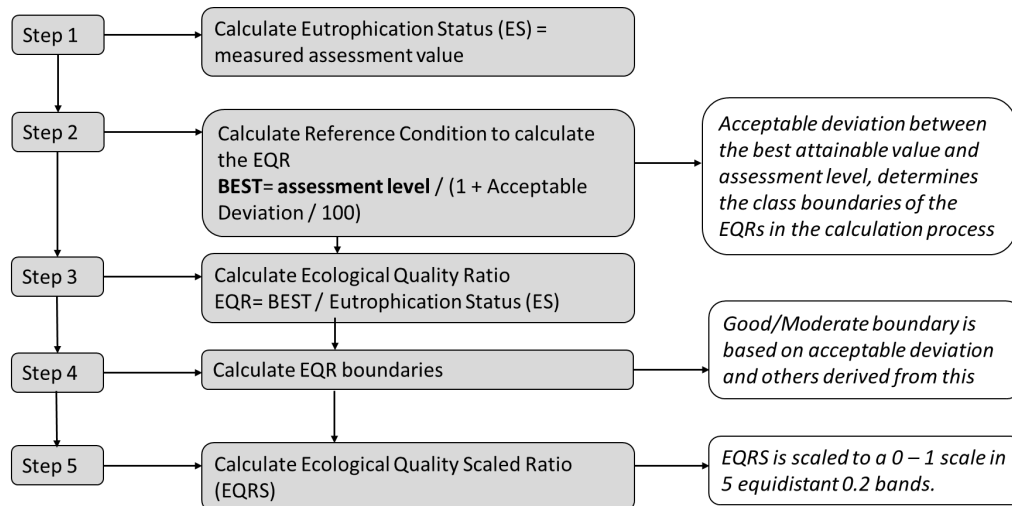 Step 1
Calculate Eutrophication Status (ES) =
measured assessment value
Step 2
Calculate Reference Condition to calculate
the EQR
BEST= assessment level / (1 + Acceptable
Deviation / 100)
Acceptable deviation between
the best attainable value and
assessment level, determines
the class boundaries of the
EQRs in the calculation process
Step 3
Calculate Ecological Quality Ratio
EQR= BEST / Eutrophication Status (ES)
Step 4
Calculate EQR boundaries
Good/Moderate boundary is
based on acceptable deviation
and others derived from this
Step 5
Calculate Ecological Quality Scaled Ratio
(EQRS)
EQRS is scaled to a 0 – 1 scale in
5 equidistant 0.2 bands.